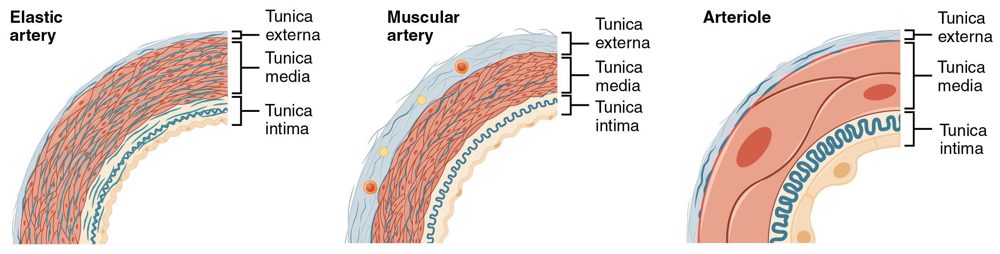 Elastic
artery
Tunica
externa
Tunica
media
Tunica
intima
Muscular
artery
Tunica
externa
Tunica
media
Tunica
intima
Arteriole
Tunica
externa
Tunica
media
Tunica
intima